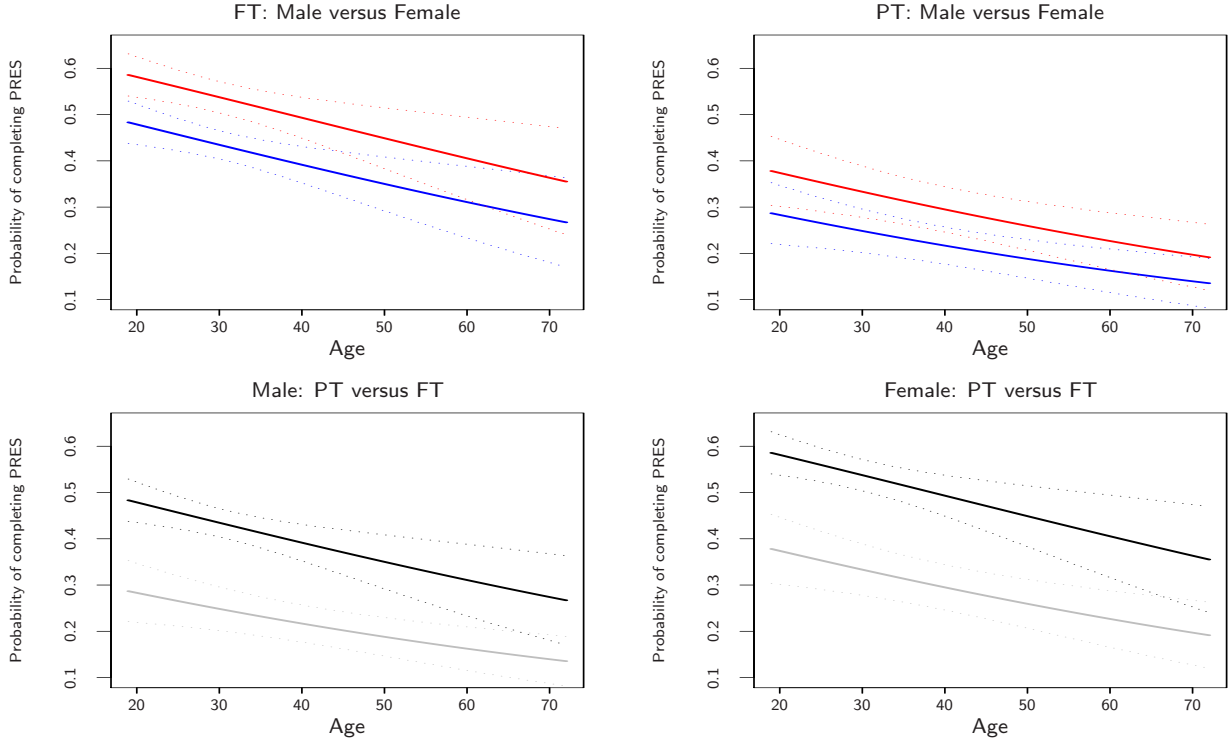 FT: Male versus Female
Probability of completing PRES
0.6
0.5
0.4
0.3
0.2
0.1
20 30 40 50 60 70
Age
PT: Male versus Female
Probability of completing PRES
0.6
0.5
0.4
0.3
0.2
0.1
20 30 40 50 60 70
Age
Male: PT versus FT
Probability of completing PRES
0.6
0.5
0.4
0.3
0.2
0.1
20 30 40 50 60 70
Age
Female: PT versus FT
Probability of completing PRES
0.6
0.5
0.4
0.3
0.2
0.1
20 30 40 50 60 70
Age